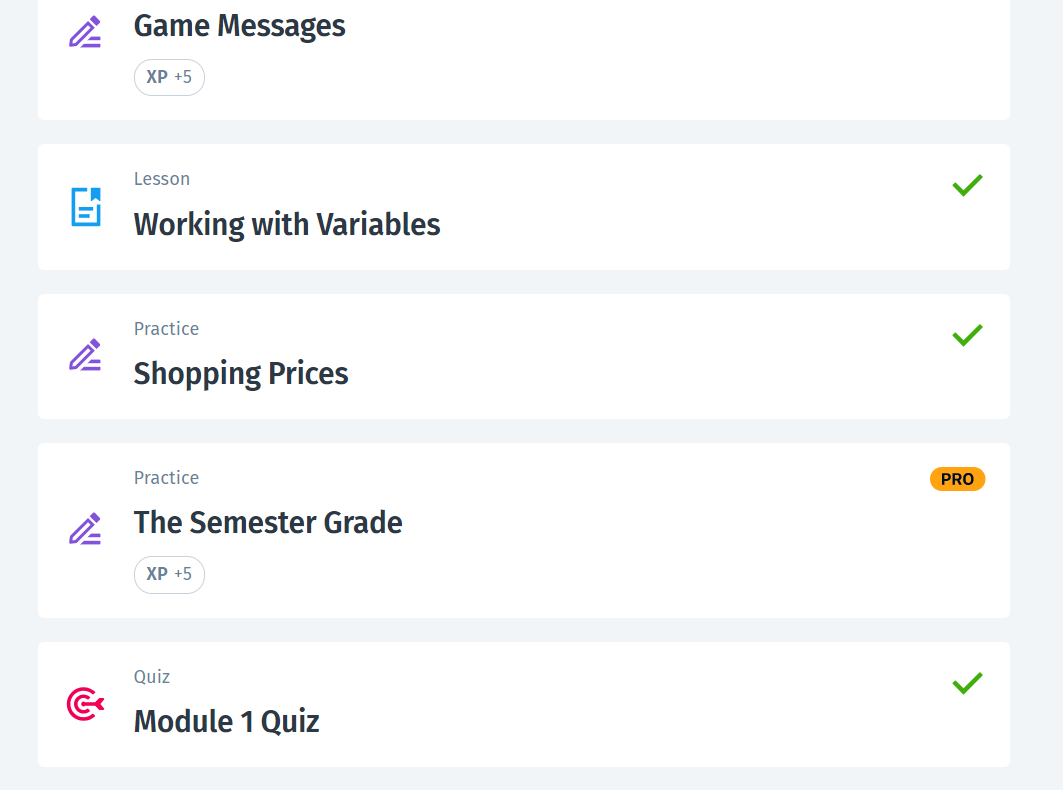 Game Messages
XP +5
Lesson
Working with Variables
Practice
Shopping Prices
Practice
PRO
The Semester Grade
XP +5
Quiz
Module 1 Quiz